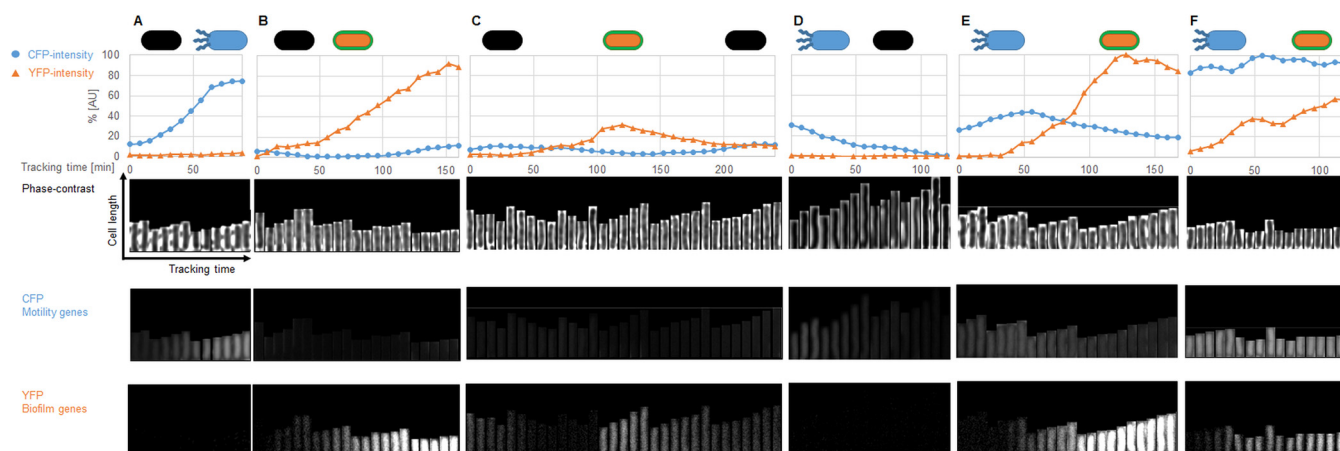 A B C D E F
CFP-intensity
YFP-intensity
100
80
60
40
20
0
% [AU]
Tracking time [min]
0 50
0 50 100 150
0 50 100 150 200
0 50 100
0 50 100 150
0 50 100
Phase-contrast
Cell length
Tracking time
CFP
Motility genes
YFP
Biofilm genes